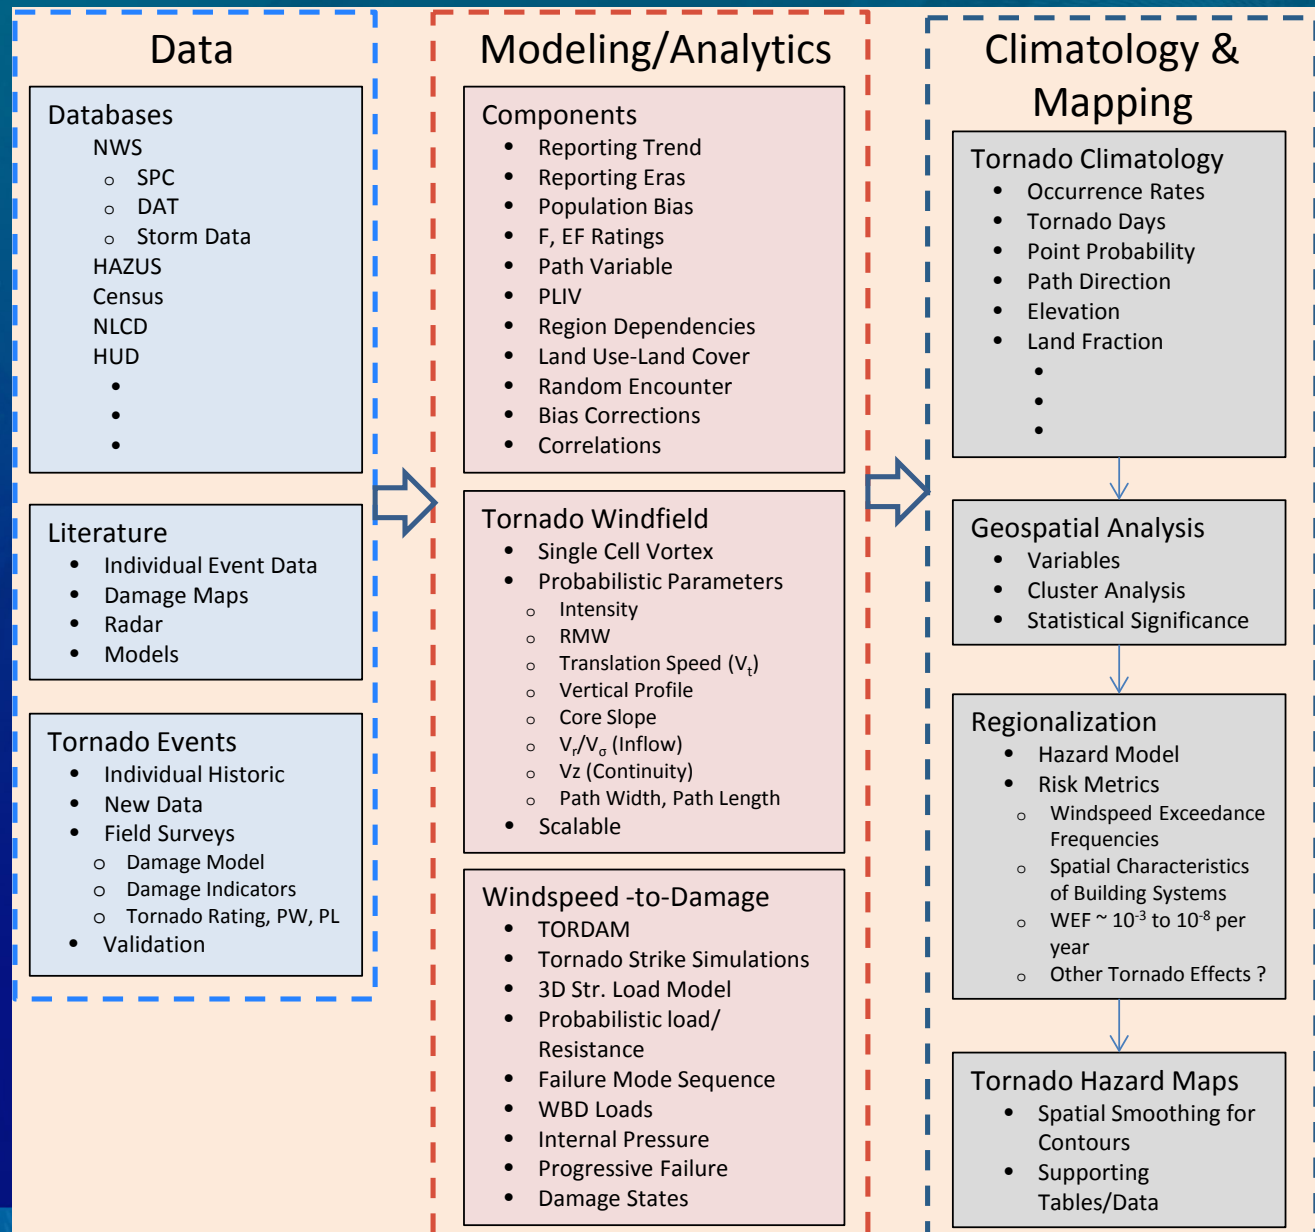 Data
Databases
NWS
o SPC
o DAT
o Storm Data
HAZUS
Census
NLCD
HUD
•
•
•
Literature
• Individual Event Data
• Damage Maps
• Radar
• Models
Tornado Events
• Individual Historic
• New Data
• Field Surveys
o Damage Model
o Damage Indicators
o Tornado Rating, PW, PL
• Validation
Modeling/Analytics
Components
• Reporting Trend
• Reporting Eras
• Population Bias
• F, EF Ratings
• Path Variable
• PLIV
• Region Dependencies
• Land Use-Land Cover
• Random Encounter
• Bias Corrections
• Correlations
Tornado Windfield
• Single Cell Vortex
• Probabilistic Parameters
o Intensity
o RMW
o Translation Speed (Vt)
o Vertical Profile
o Core Slope
o Vr/Vσ (Inflow)
o Vz (Continuity)
o Path Width, Path Length
• Scalable
Windspeed -to-Damage
• TORDAM
• Tornado Strike Simulations
• 3D Str. Load Model
• Probabilistic load/
Resistance
• Failure Mode Sequence
• WBD Loads
• Internal Pressure
• Progressive Failure
• Damage States
Climatology &
Mapping
Tornado Climatology
• Occurrence Rates
• Tornado Days
• Point Probability
• Path Direction
• Elevation
• Land Fraction
•
•
•
Geospatial Analysis
• Variables
• Cluster Analysis
• Statistical Significance
Regionalization
• Hazard Model
• Risk Metrics
o Windspeed Exceedance
Frequencies
o Spatial Characteristics
of Building Systems
o WEF ~ 10⁻³ to 10⁻⁸ per
year
o Other Tornado Effects ?
Tornado Hazard Maps
• Spatial Smoothing for
Contours
• Supporting
Tables/Data